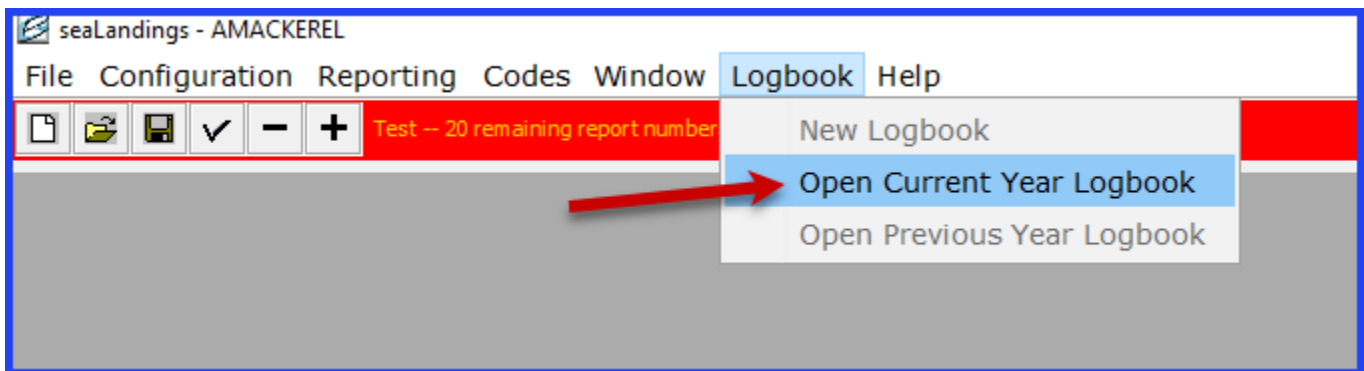 seaLandings - AMACKEREL
File Configuration Reporting Codes Window Logbook Help
Test -- 20 remaining report number
New Logbook
Open Current Year Logbook
Open Previous Year Logbook